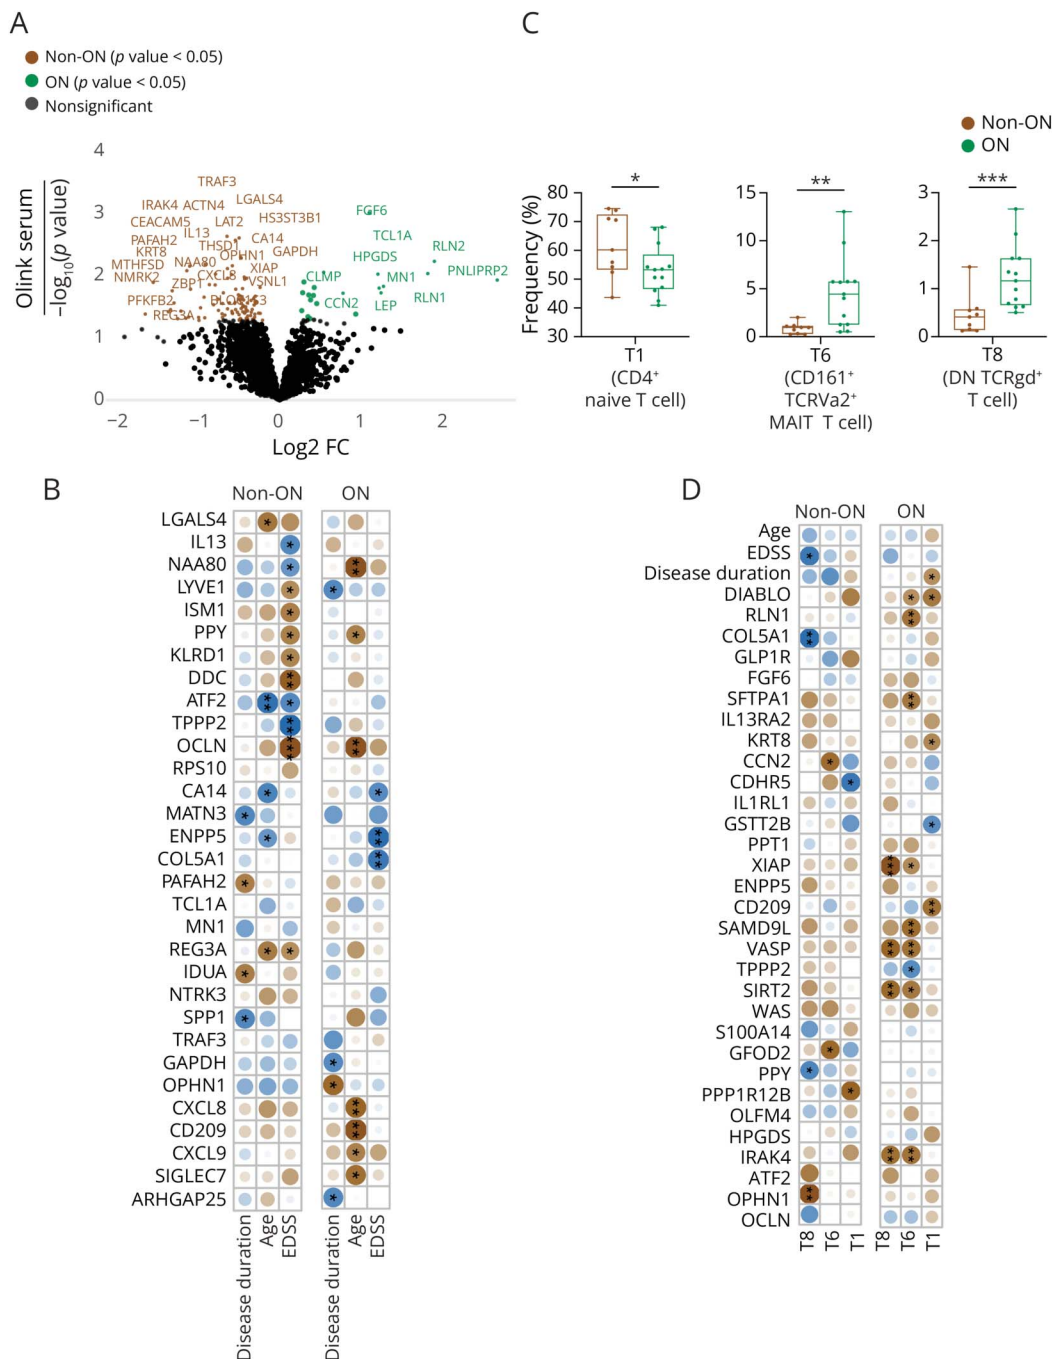 A
Non-ON (p value < 0.05)
ON (p value < 0.05)
Nonsignificant
Olink serum
−log10(p value)
4
3
2
1
0
TRAF3
IRAK4 ACTN4
LGALS4
CEACAM5
LAT2
HS3ST3B1
FGF6
IL13
PAFAH2
THSD1
CA14
TCL1A
KRT8
OPHN1
GAPDH
HPGDS
RLN2
MTHFSD
NAA80
XIAP
NMRK2
CXCL8
VSNL1
CLMP
MN1
PNLIPRP2
ZBP1
PFKFB2
BLOC1S3
CCN2
LEP
RLN1
REG3A
−2
−1
0
1
2
Log2 FC
C
Non-ON
ON
Frequency (%)
80
70
60
50
40
30
*
T1
(CD4+
naive T cell)
15
10
5
0
**
T6
(CD161+
TCRVa2+
MAIT T cell)
3
2
1
0
***
T8
(DN TCRgd+
T cell)
B
Non-ON
ON
LGALS4
IL13
NAA80
LYVE1
ISM1
PPY
KLRD1
DDC
ATF2
TPPP2
OCLN
RPS10
CA14
MATN3
ENPP5
COL5A1
PAFAH2
TCL1A
MN1
REG3A
IDUA
NTRK3
SPP1
TRAF3
GAPDH
OPHN1
CXCL8
CD209
CXCL9
SIGLEC7
ARHGAP25
Disease duration
Age
EDSS
Disease duration
Age
EDSS
D
Non-ON
ON
Age
EDSS
Disease duration
DIABLO
RLN1
COL5A1
GLP1R
FGF6
SFTPA1
IL13RA2
KRT8
CCN2
CDHR5
IL1RL1
GSTT2B
PPT1
XIAP
ENPP5
CD209
SAMD9L
VASP
TPPP2
SIRT2
WAS
S100A14
GFOD2
PPY
PPP1R12B
OLFM4
HPGDS
IRAK4
ATF2
OPHN1
OCLN
T8
T6
T1
T8
T6
T1